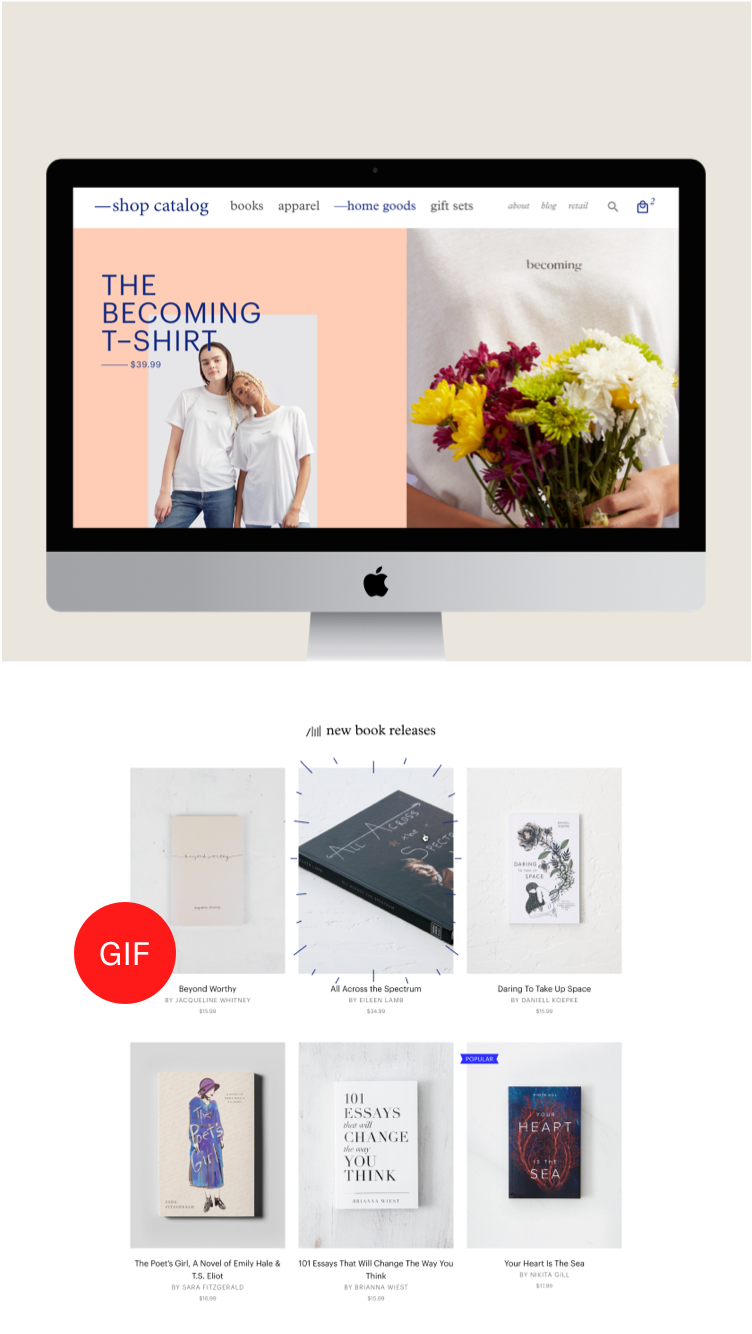 —shop catalog books apparel —home goods gift sets about blog retail 2
becoming
THE
BECOMING
T–SHIRT
$39.99
new book releases
beyond worthy
ALL ACROSS
the
DARING
TO TAKE UP
SPACE
GIF
Beyond Worthy
BY JACQUELINE WHITNEY
$15.99
All Across the Spectrum
BY EILEEN LAMB
$34.99
Daring To Take Up Space
BY DANIELL KOEPKE
$15.99
The
Poet's
Girl
SARA
FITZGERALD
101
ESSAYS
that will
CHANGE
the way
YOU
THINK
BRIANNA WIEST
POPULAR
NIKITA GILL
YOUR
HEART
IS THE
SEA
The Poet's Girl, A Novel of Emily Hale &
T.S. Eliot
BY SARA FITZGERALD
$18.99
101 Essays That Will Change The Way You
Think
BY BRIANNA WIEST
$15.99
Your Heart Is The Sea
BY NIKITA GILL
$17.99